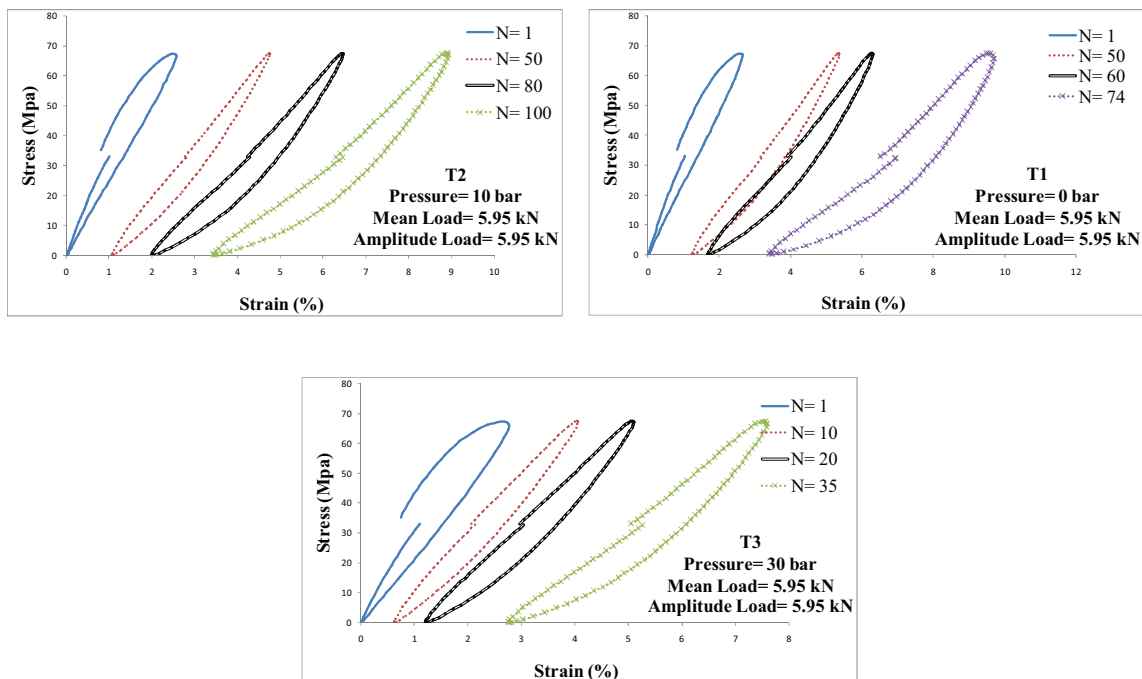 80
70
60
50
40
30
20
10
0
Stress (Mpa)
0 1 2 3 4 5 6 7 8 9 10
Strain (%)
N= 1
N= 50
N= 80
N= 100
T2
Pressure= 10 bar
Mean Load= 5.95 kN
Amplitude Load= 5.95 kN
80
70
60
50
40
30
20
10
0
Stress (Mpa)
0 2 4 6 8 10 12
Strain (%)
N= 1
N= 50
N= 60
N= 74
T1
Pressure= 0 bar
Mean Load= 5.95 kN
Amplitude Load= 5.95 kN
80
70
60
50
40
30
20
10
0
Stress (Mpa)
0 1 2 3 4 5 6 7 8
Strain (%)
N= 1
N= 10
N= 20
N= 35
T3
Pressure= 30 bar
Mean Load= 5.95 kN
Amplitude Load= 5.95 kN